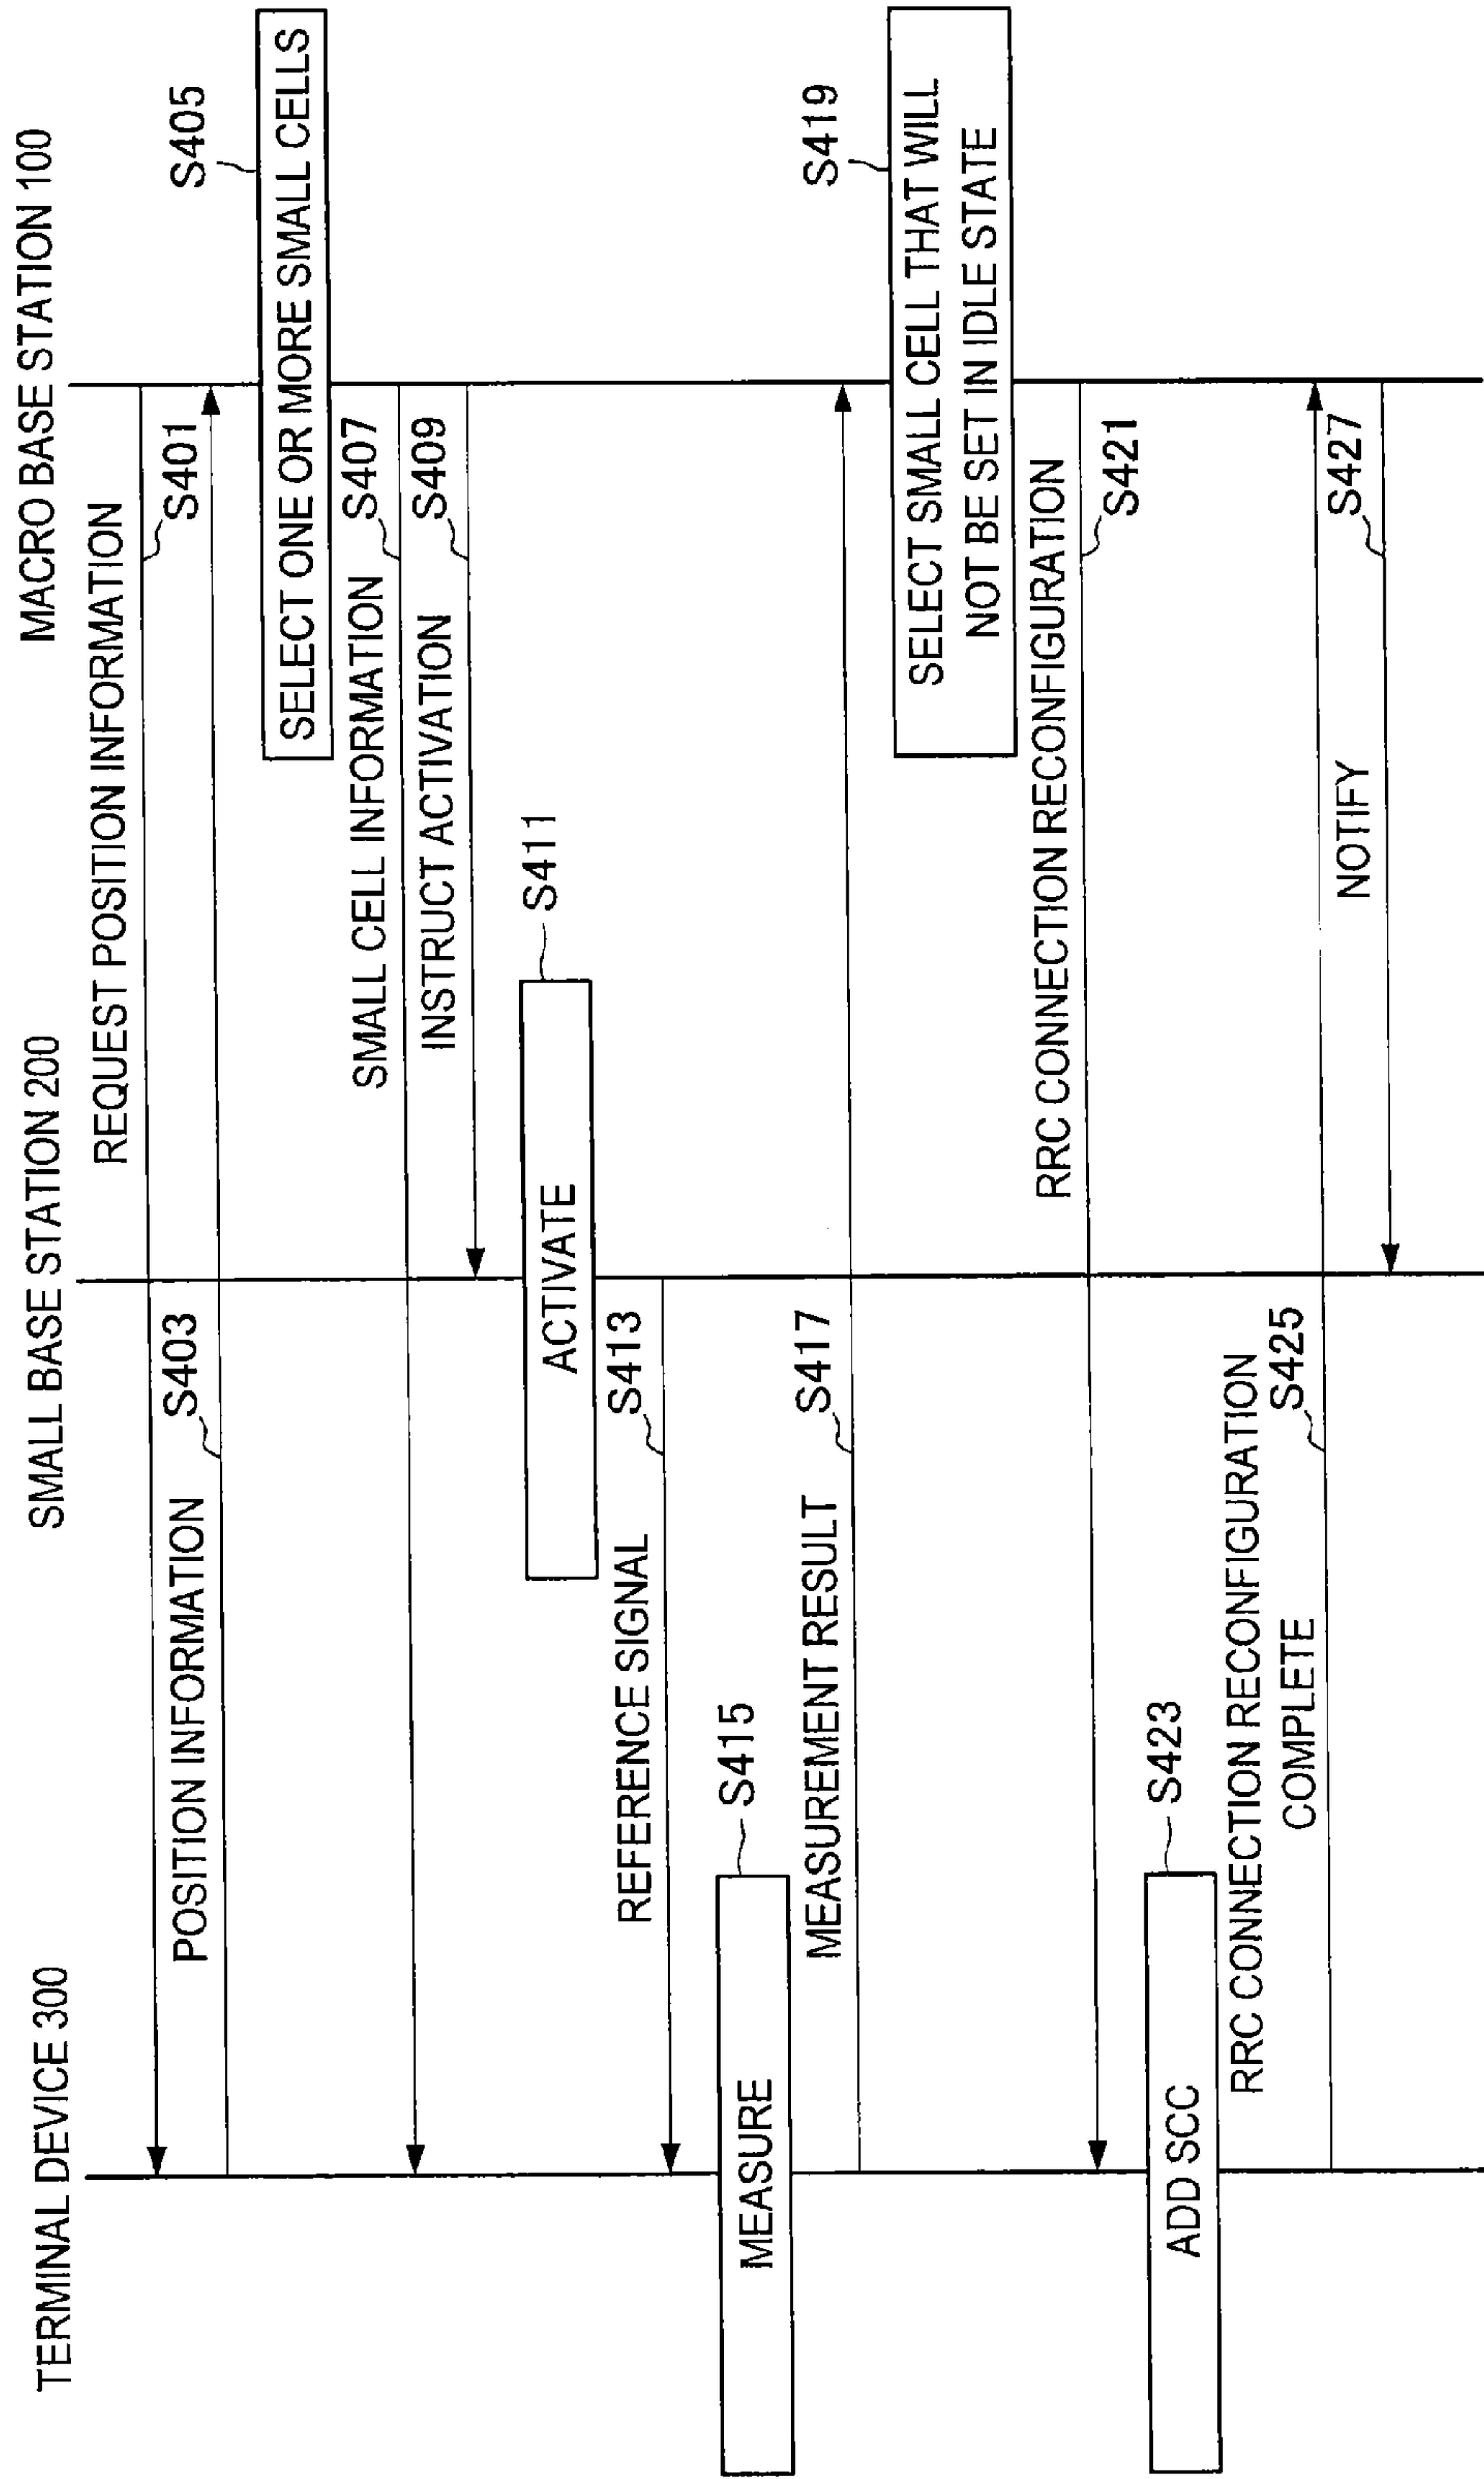 TERMINAL DEVICE 300
SMALL BASE STATION 200
MACRO BASE STATION 100
REQUEST POSITION INFORMATION
S401
POSITION INFORMATION
S403
S405
SELECT ONE OR MORE SMALL CELLS
SMALL CELL INFORMATION
S407
INSTRUCT ACTIVATION
S409
S411
ACTIVATE
REFERENCE SIGNAL
S413
S415
MEASURE
MEASUREMENT RESULT
S417
S419
SELECT SMALL CELL THAT WILL
NOT BE SET IN IDLE STATE
RRC CONNECTION RECONFIGURATION
S421
S423
ADD SCC
RRC CONNECTION RECONFIGURATION
COMPLETE
S425
NOTIFY
S427